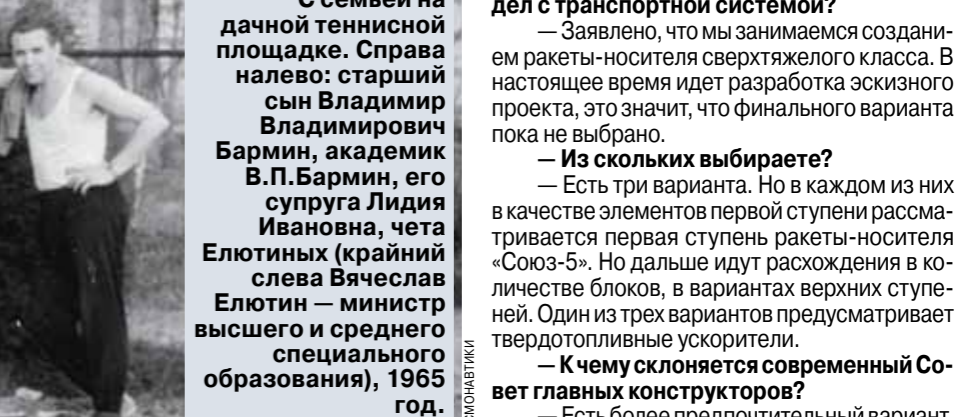 С семьей на
дачной теннисной
площадке. Справа
налево: старший
сын Владимир
Владимирович
Бармин, академик
В.П.Бармин, его
супруга Лидия
Ивановна, чета
Елютиных (крайний
слева Вячеслав
Елютин — министр
высшего и среднего
специального
образования), 1965
год.
дел с транспортной системой?
— Заявлено, что мы занимаемся создани-
ем ракеты-носителя сверхтяжелого класса. В
настоящее время идет разработка эскизного
проекта, это значит, что финального варианта
пока не выбрано.
— Из скольких выбираете?
— Есть три варианта. Но в каждом из них
в качестве элементов первой ступени рассма-
тривается первая ступень ракеты-носителя
«Союз-5». Но дальше идут расхождения в ко-
личестве блоков, в вариантах верхних ступе-
ней. Один из трех вариантов предусматривает
твердотопливные ускорители.
— К чему склоняется современный Со-
вет главных конструкторов?
— Есть более предпочтительный вариант,